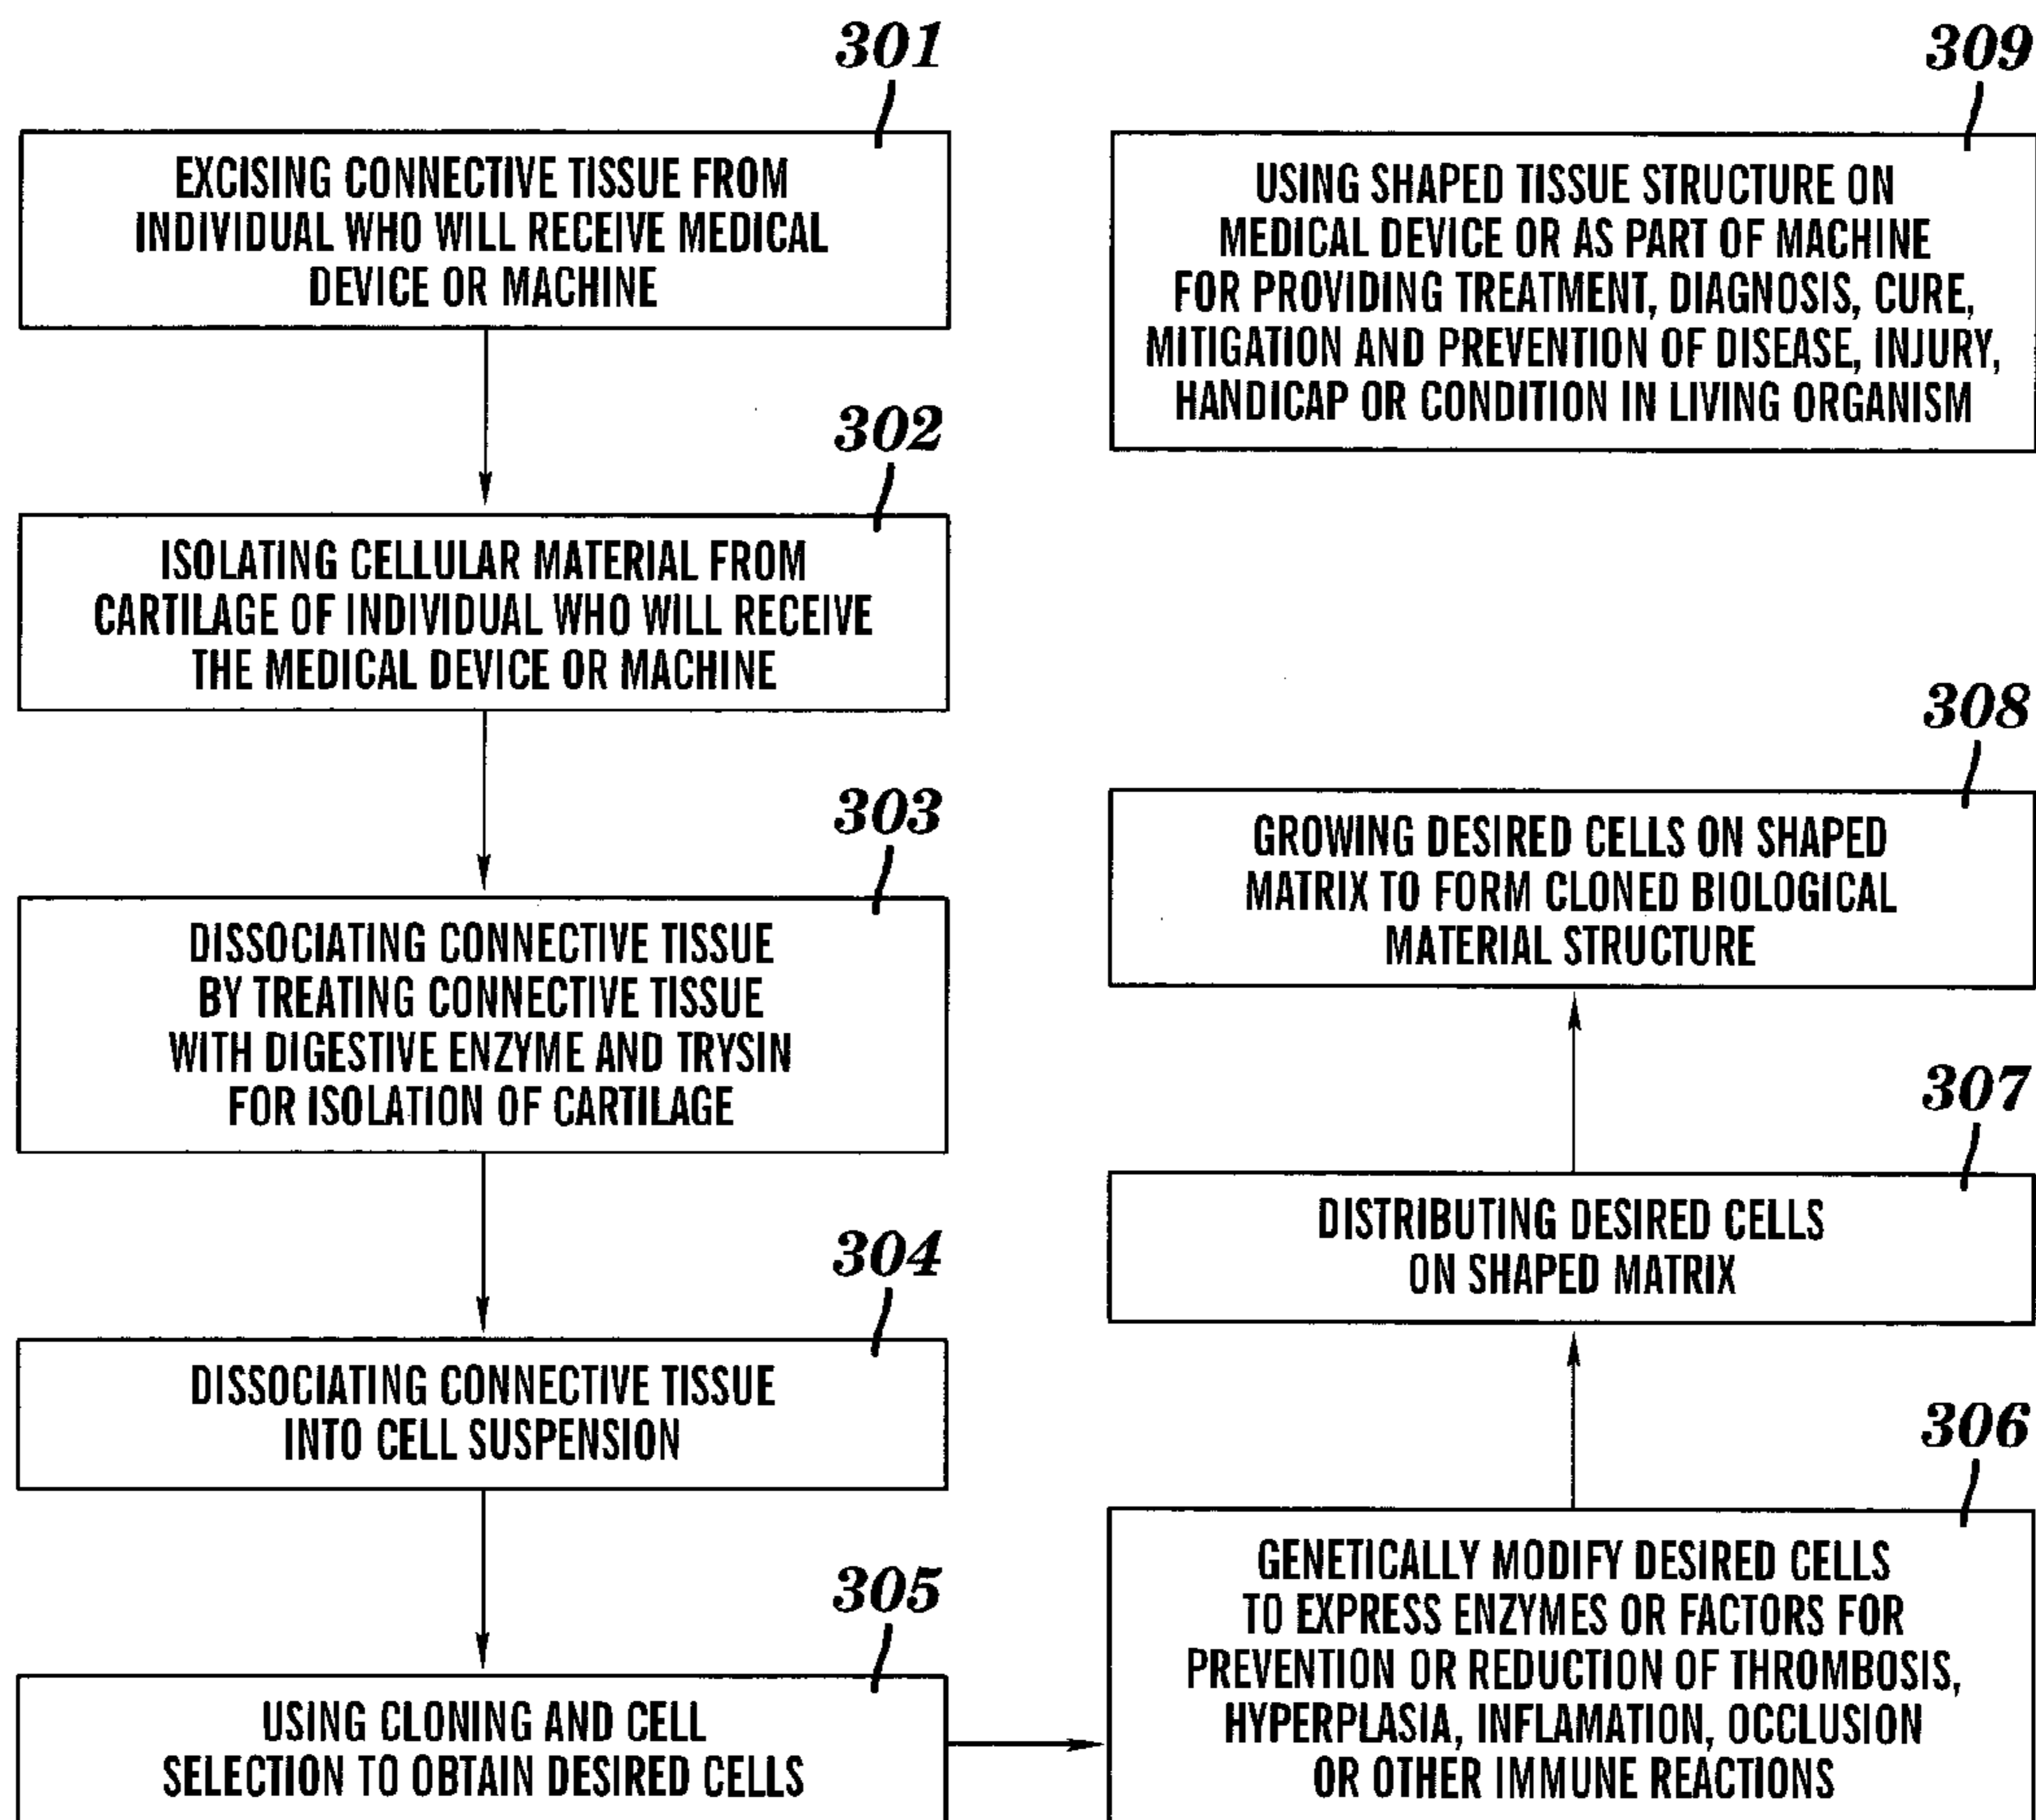 301
EXCISING CONNECTIVE TISSUE FROM
INDIVIDUAL WHO WILL RECEIVE MEDICAL
DEVICE OR MACHINE
302
ISOLATING CELLULAR MATERIAL FROM
CARTILAGE OF INDIVIDUAL WHO WILL RECEIVE
THE MEDICAL DEVICE OR MACHINE
303
DISSOCIATING CONNECTIVE TISSUE
BY TREATING CONNECTIVE TISSUE
WITH DIGESTIVE ENZYME AND TRYSIN
FOR ISOLATION OF CARTILAGE
304
DISSOCIATING CONNECTIVE TISSUE
INTO CELL SUSPENSION
305
USING CLONING AND CELL
SELECTION TO OBTAIN DESIRED CELLS
306
GENETICALLY MODIFY DESIRED CELLS
TO EXPRESS ENZYMES OR FACTORS FOR
PREVENTION OR REDUCTION OF THROMBOSIS,
HYPERPLASIA, INFLAMATION, OCCLUSION
OR OTHER IMMUNE REACTIONS
307
DISTRIBUTING DESIRED CELLS
ON SHAPED MATRIX
308
GROWING DESIRED CELLS ON SHAPED
MATRIX TO FORM CLONED BIOLOGICAL
MATERIAL STRUCTURE
309
USING SHAPED TISSUE STRUCTURE ON
MEDICAL DEVICE OR AS PART OF MACHINE
FOR PROVIDING TREATMENT, DIAGNOSIS, CURE,
MITIGATION AND PREVENTION OF DISEASE, INJURY,
HANDICAP OR CONDITION IN LIVING ORGANISM